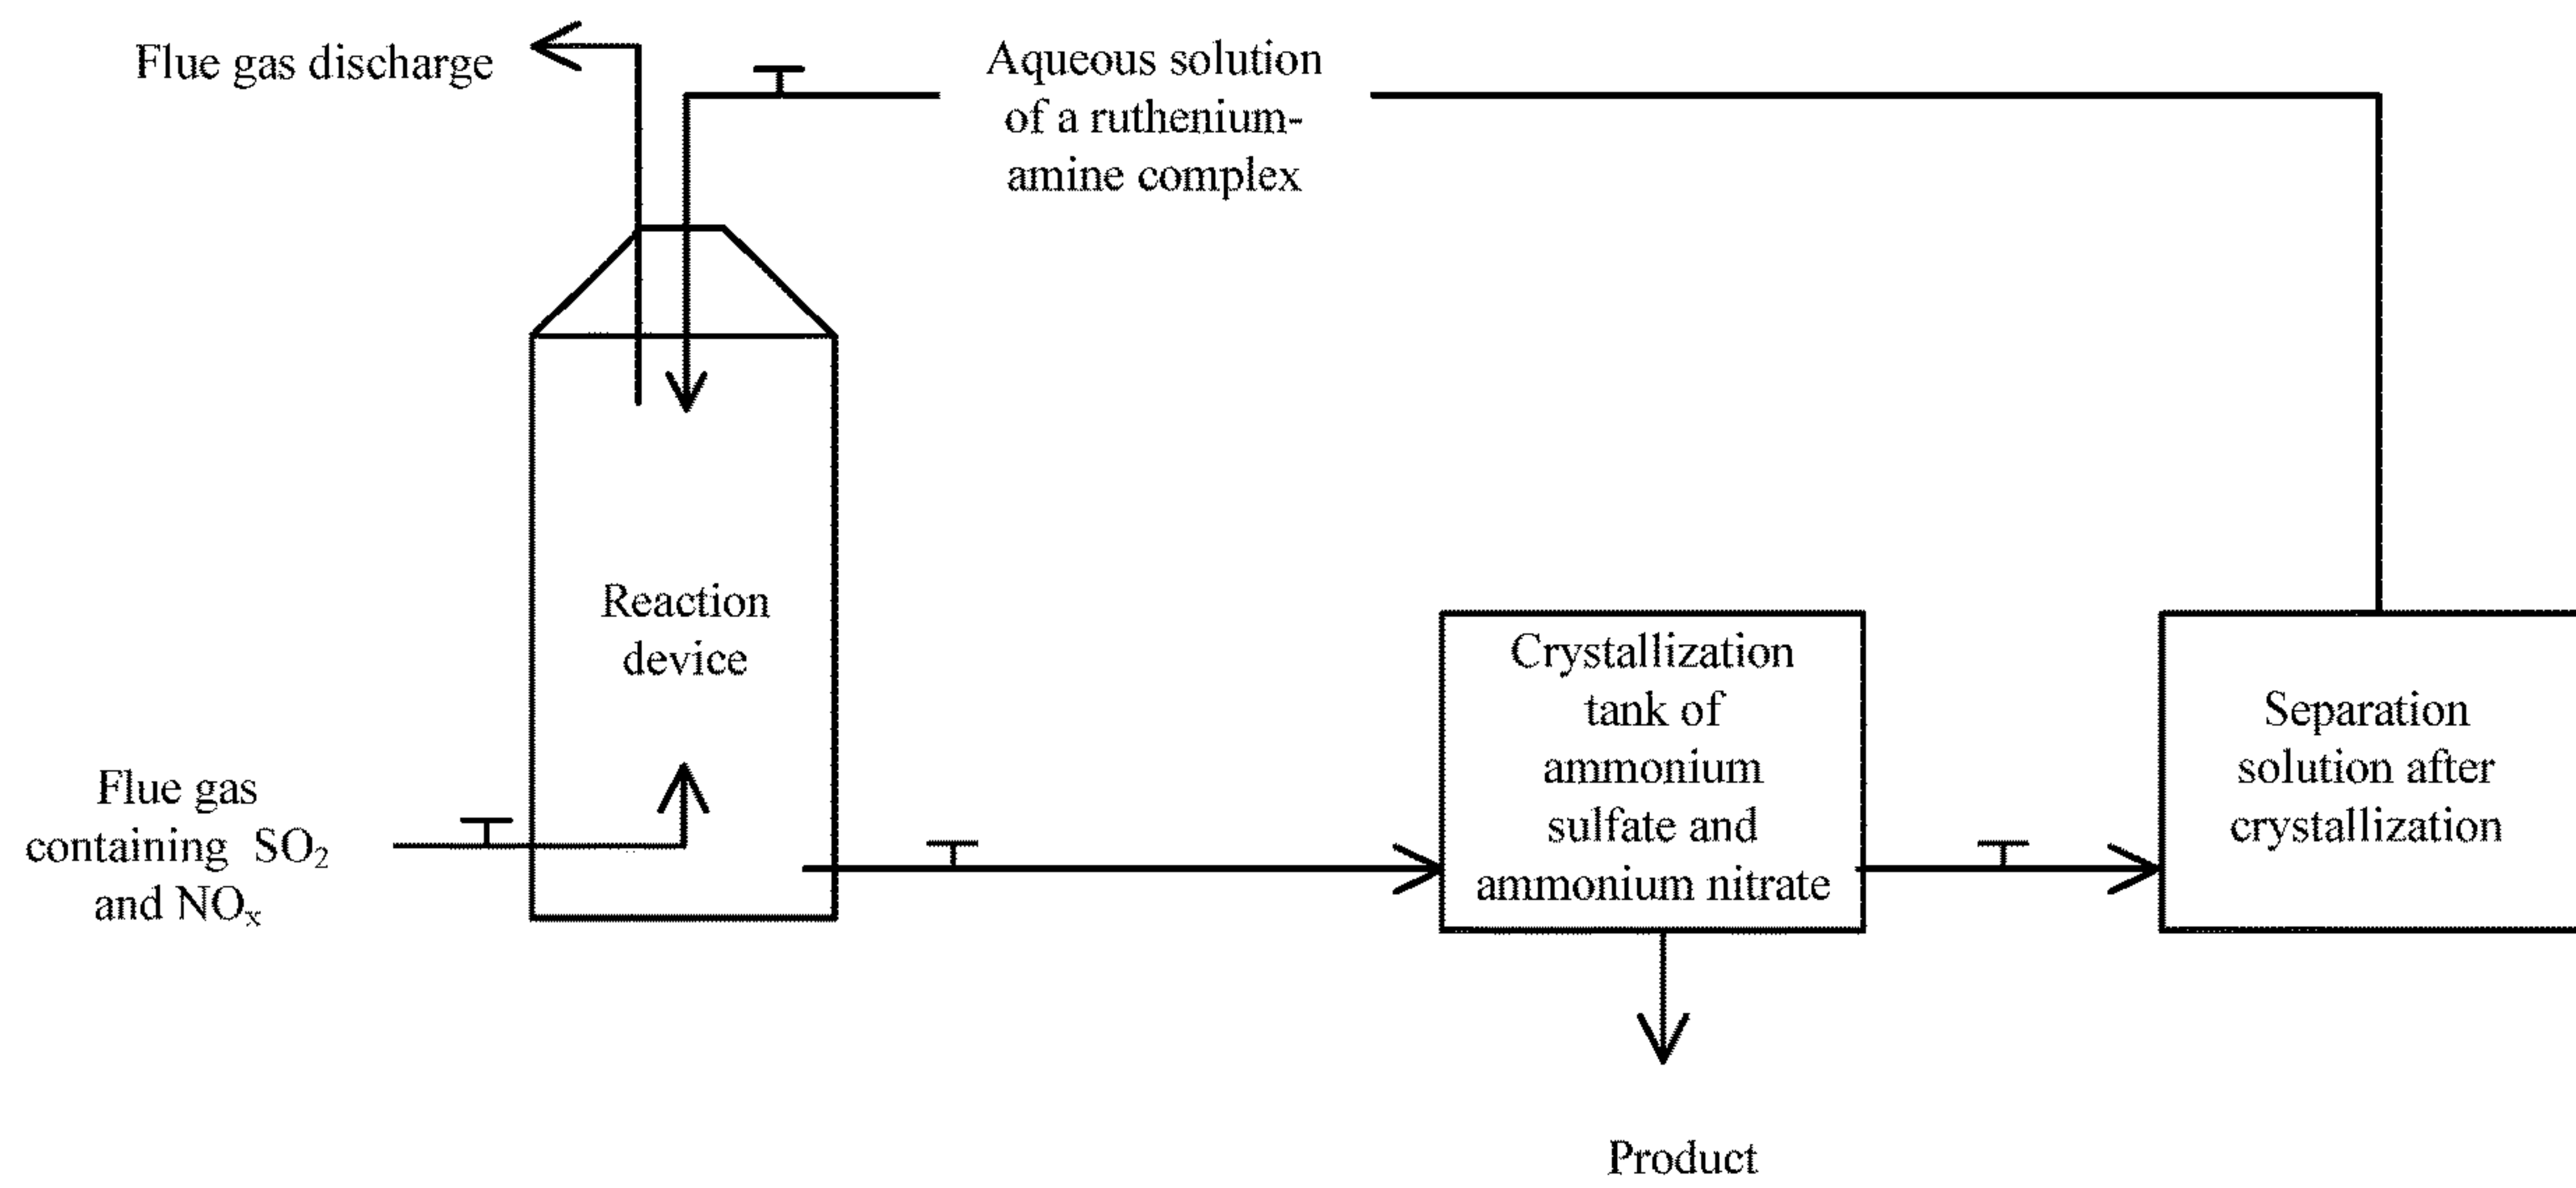 Flue gas discharge
Aqueous solution
of a ruthenium-
amine complex
Reaction
device
Flue gas
containing SO₂
and NOₓ
Crystallization
tank of
ammonium
sulfate and
ammonium nitrate
Separation
solution after
crystallization
Product